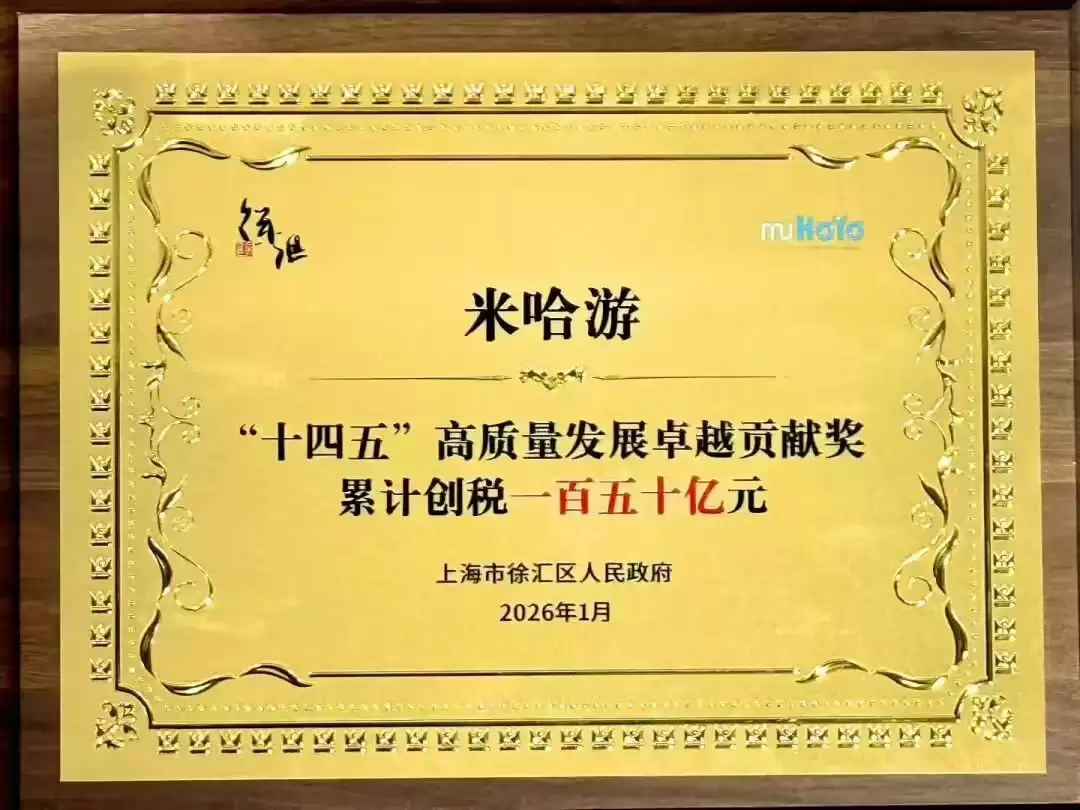 徐汇
miHoYo
米哈游
“十四五”高质量发展卓越贡献奖
累计创税一百五十亿元
上海市徐汇区人民政府
2026年1月